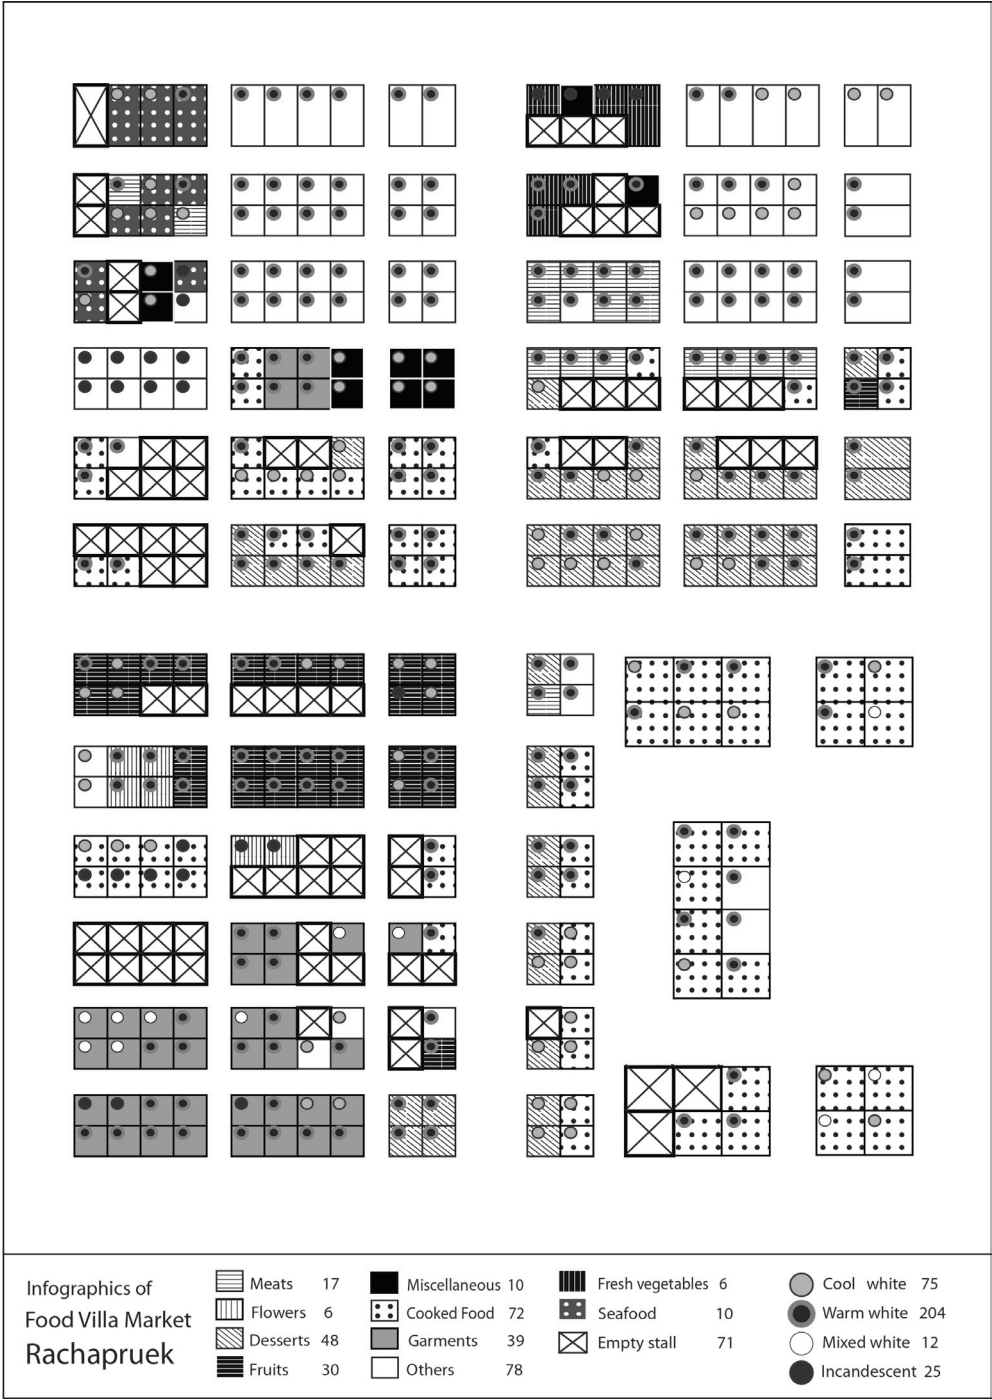 Infographics of
Food Villa Market
Rachapruek
Meats 17
Flowers 6
Desserts 48
Fruits 30
Miscellaneous 10
Cooked Food 72
Garments 39
Others 78
Fresh vegetables 6
Seafood 10
Empty stall 71
Cool white 75
Warm white 204
Mixed white 12
Incandescent 25